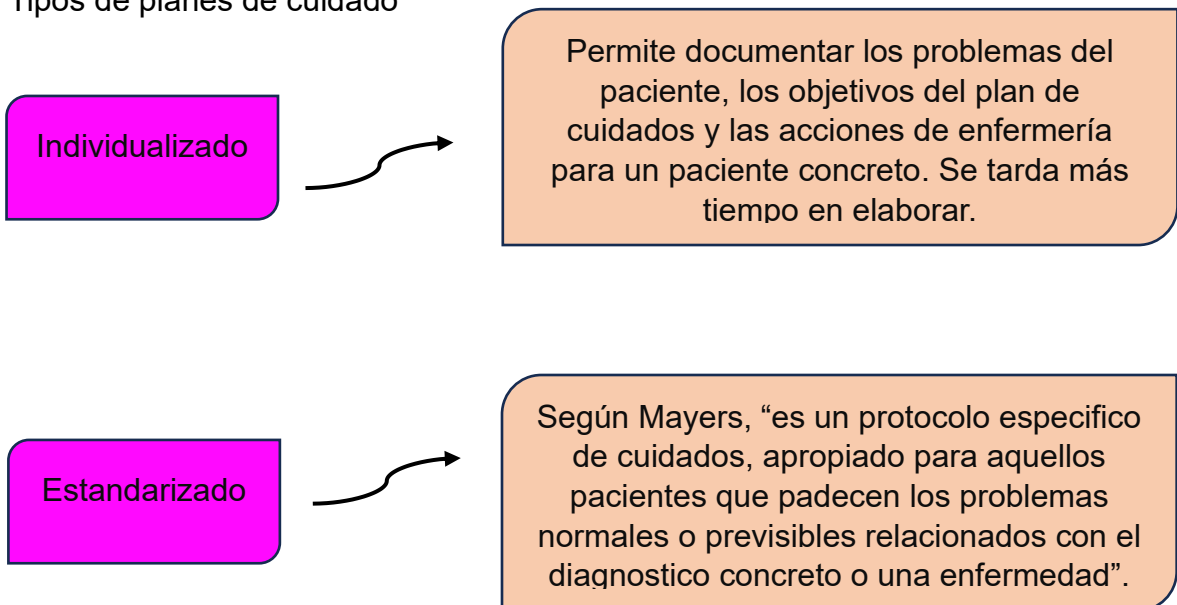 Tipos de planes de cuidado
Individualizado
Permite documentar los problemas del
paciente, los objetivos del plan de
cuidados y las acciones de enfermería
para un paciente concreto. Se tarda más
tiempo en elaborar.
Estandarizado
Según Mayers, “es un protocolo especifico
de cuidados, apropiado para aquellos
pacientes que padecen los problemas
normales o previsibles relacionados con el
diagnostico concreto o una enfermedad”.